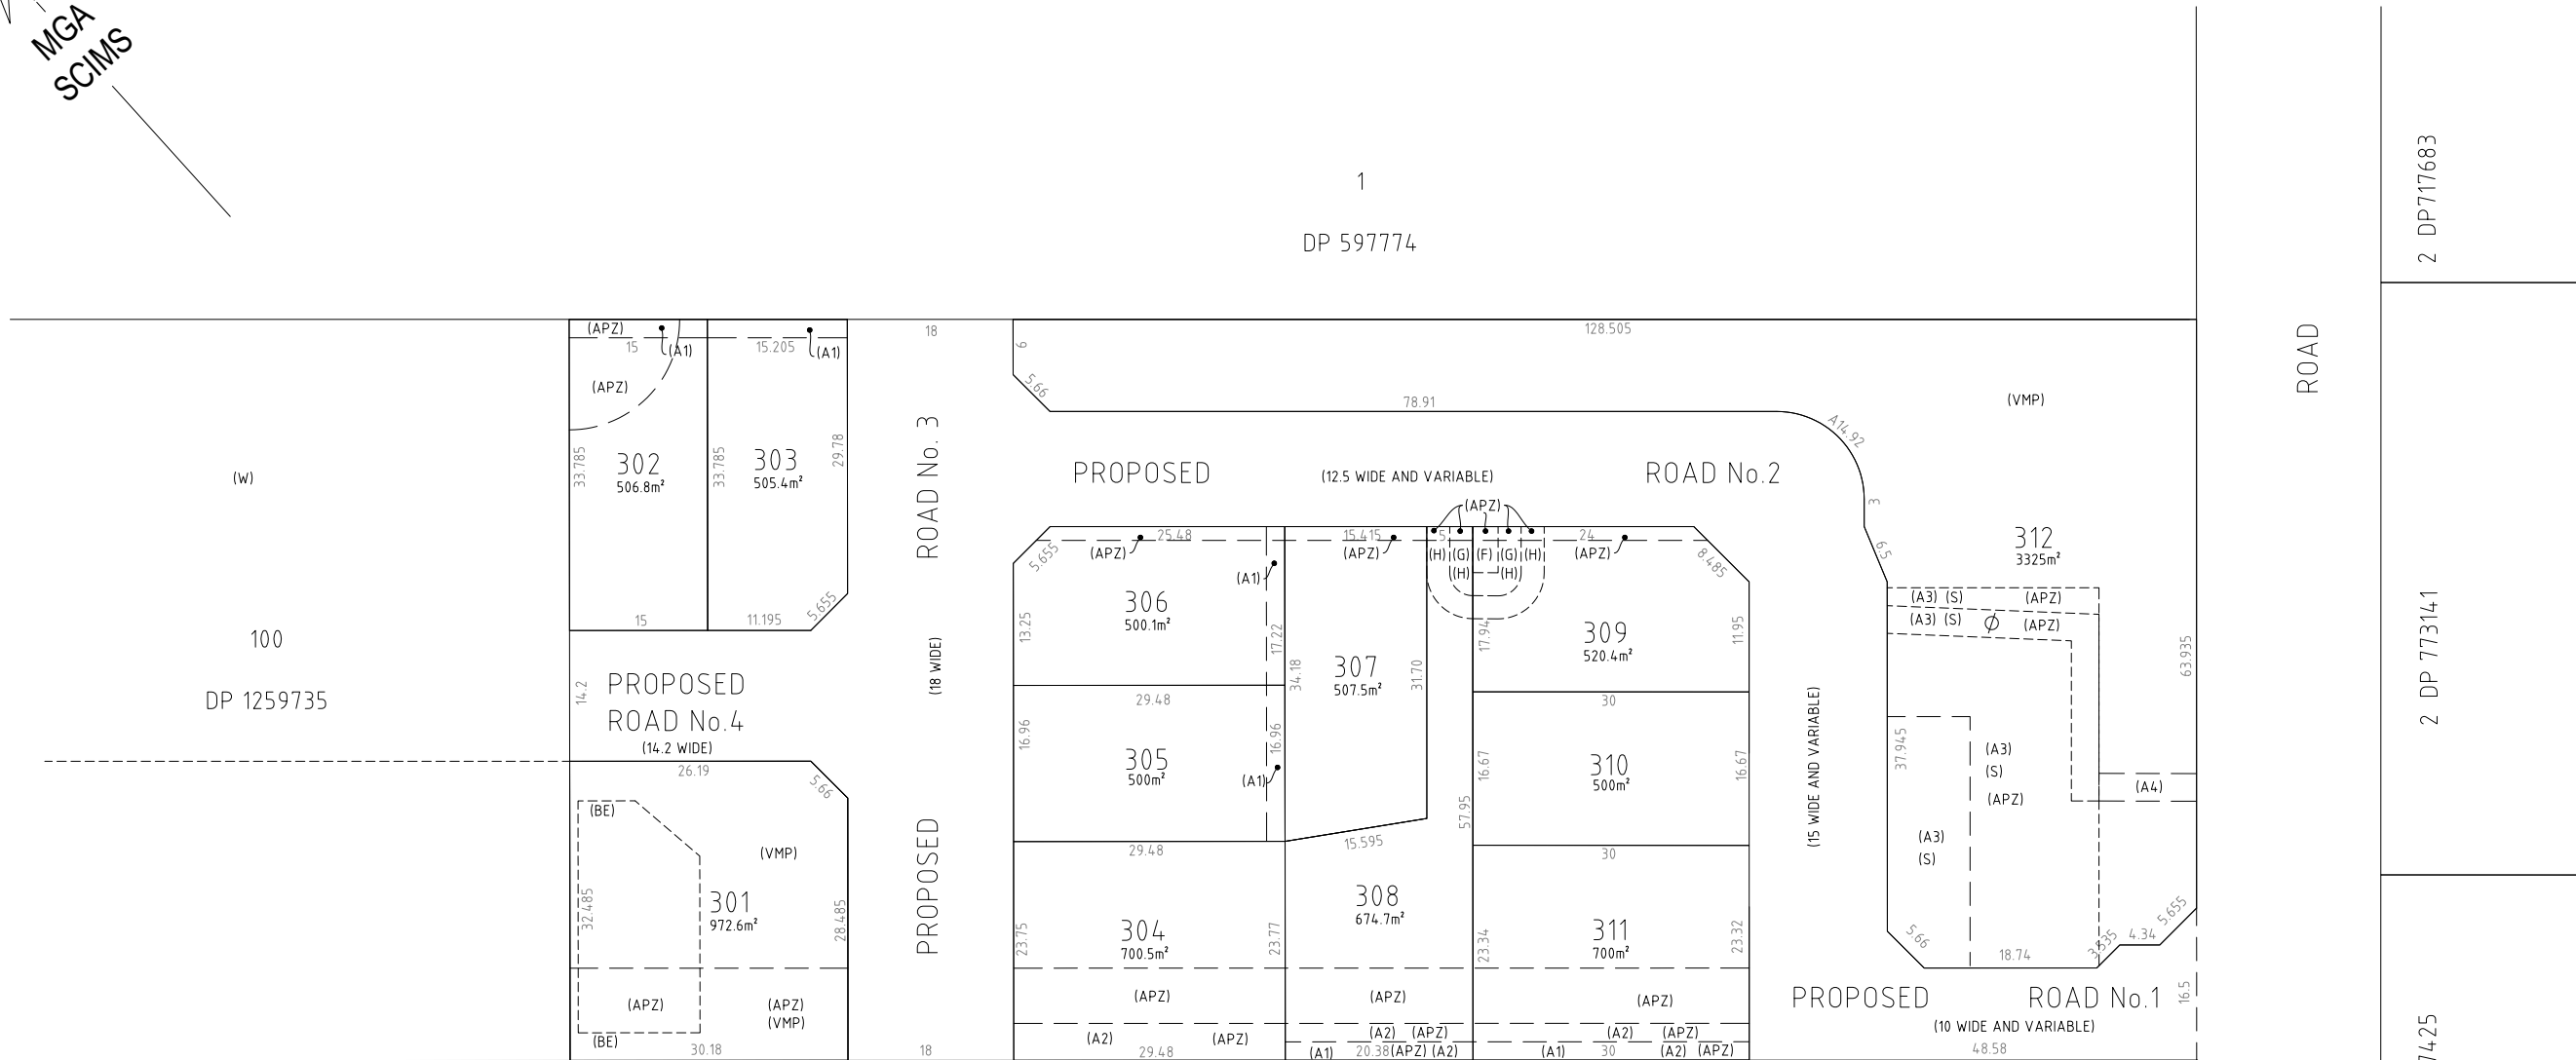 MGA
SCIMS
1
DP 597774
2 DP717683
ROAD
2 DP 773141
7425
(W)
100
DP 1259735
(APZ)
15
(A1)
(APZ)
33.785
302
506.8m²
15
15.205
(A1)
33.785
303
505.4m²
29.78
11.195
5.655
18
ROAD No. 3
(18 WIDE)
PROPOSED
18
14.2
PROPOSED
ROAD No.4
(14.2 WIDE)
26.19
5.66
(BE)
(VMP)
32.485
301
972.6m²
28.485
(APZ)
(APZ)
(VMP)
(BE)
30.18
128.505
6
5.66
78.91
A14.92
3
6.5
PROPOSED
(12.5 WIDE AND VARIABLE)
ROAD No.2
(APZ)
25.48
(APZ)
5.655
(A1)
306
500.1m²
13.25
17.22
29.48
16.96
16.96
305
500m²
(A1)
29.48
304
700.5m²
23.75
23.77
(APZ)
(A2)
(APZ)
29.48
15.415
(APZ)
34.18
307
507.5m²
31.70
15.595
5
(H)
(G)
(F)
(G)
(H)
(H)
(H)
308
674.7m²
57.95
(APZ)
(A2)
(APZ)
(A1)
20.38
(APZ)
(A2)
24
(APZ)
8.485
17.94
309
520.4m²
11.95
30
16.67
310
500m²
16.67
30
23.34
311
700m²
23.32
(APZ)
(A2)
(APZ)
(A1)
30
(A2)
(APZ)
(15 WIDE AND VARIABLE)
(VMP)
312
3325m²
(A3) (S)
(APZ)
(A3) (S)
(APZ)
63.935
37.945
(A3)
(S)
(APZ)
(A4)
(A3)
(S)
5.66
18.74
3.535
4.34
5.655
PROPOSED
ROAD No.1
(10 WIDE AND VARIABLE)
16.5
48.58